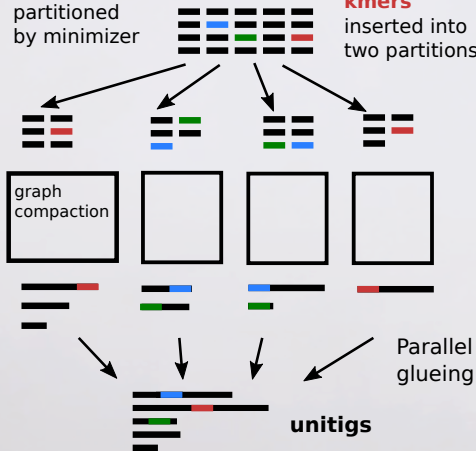 partitioned
by minimizer
kmers
inserted into
two partitions
graph
compaction
Parallel
glueing
unitigs